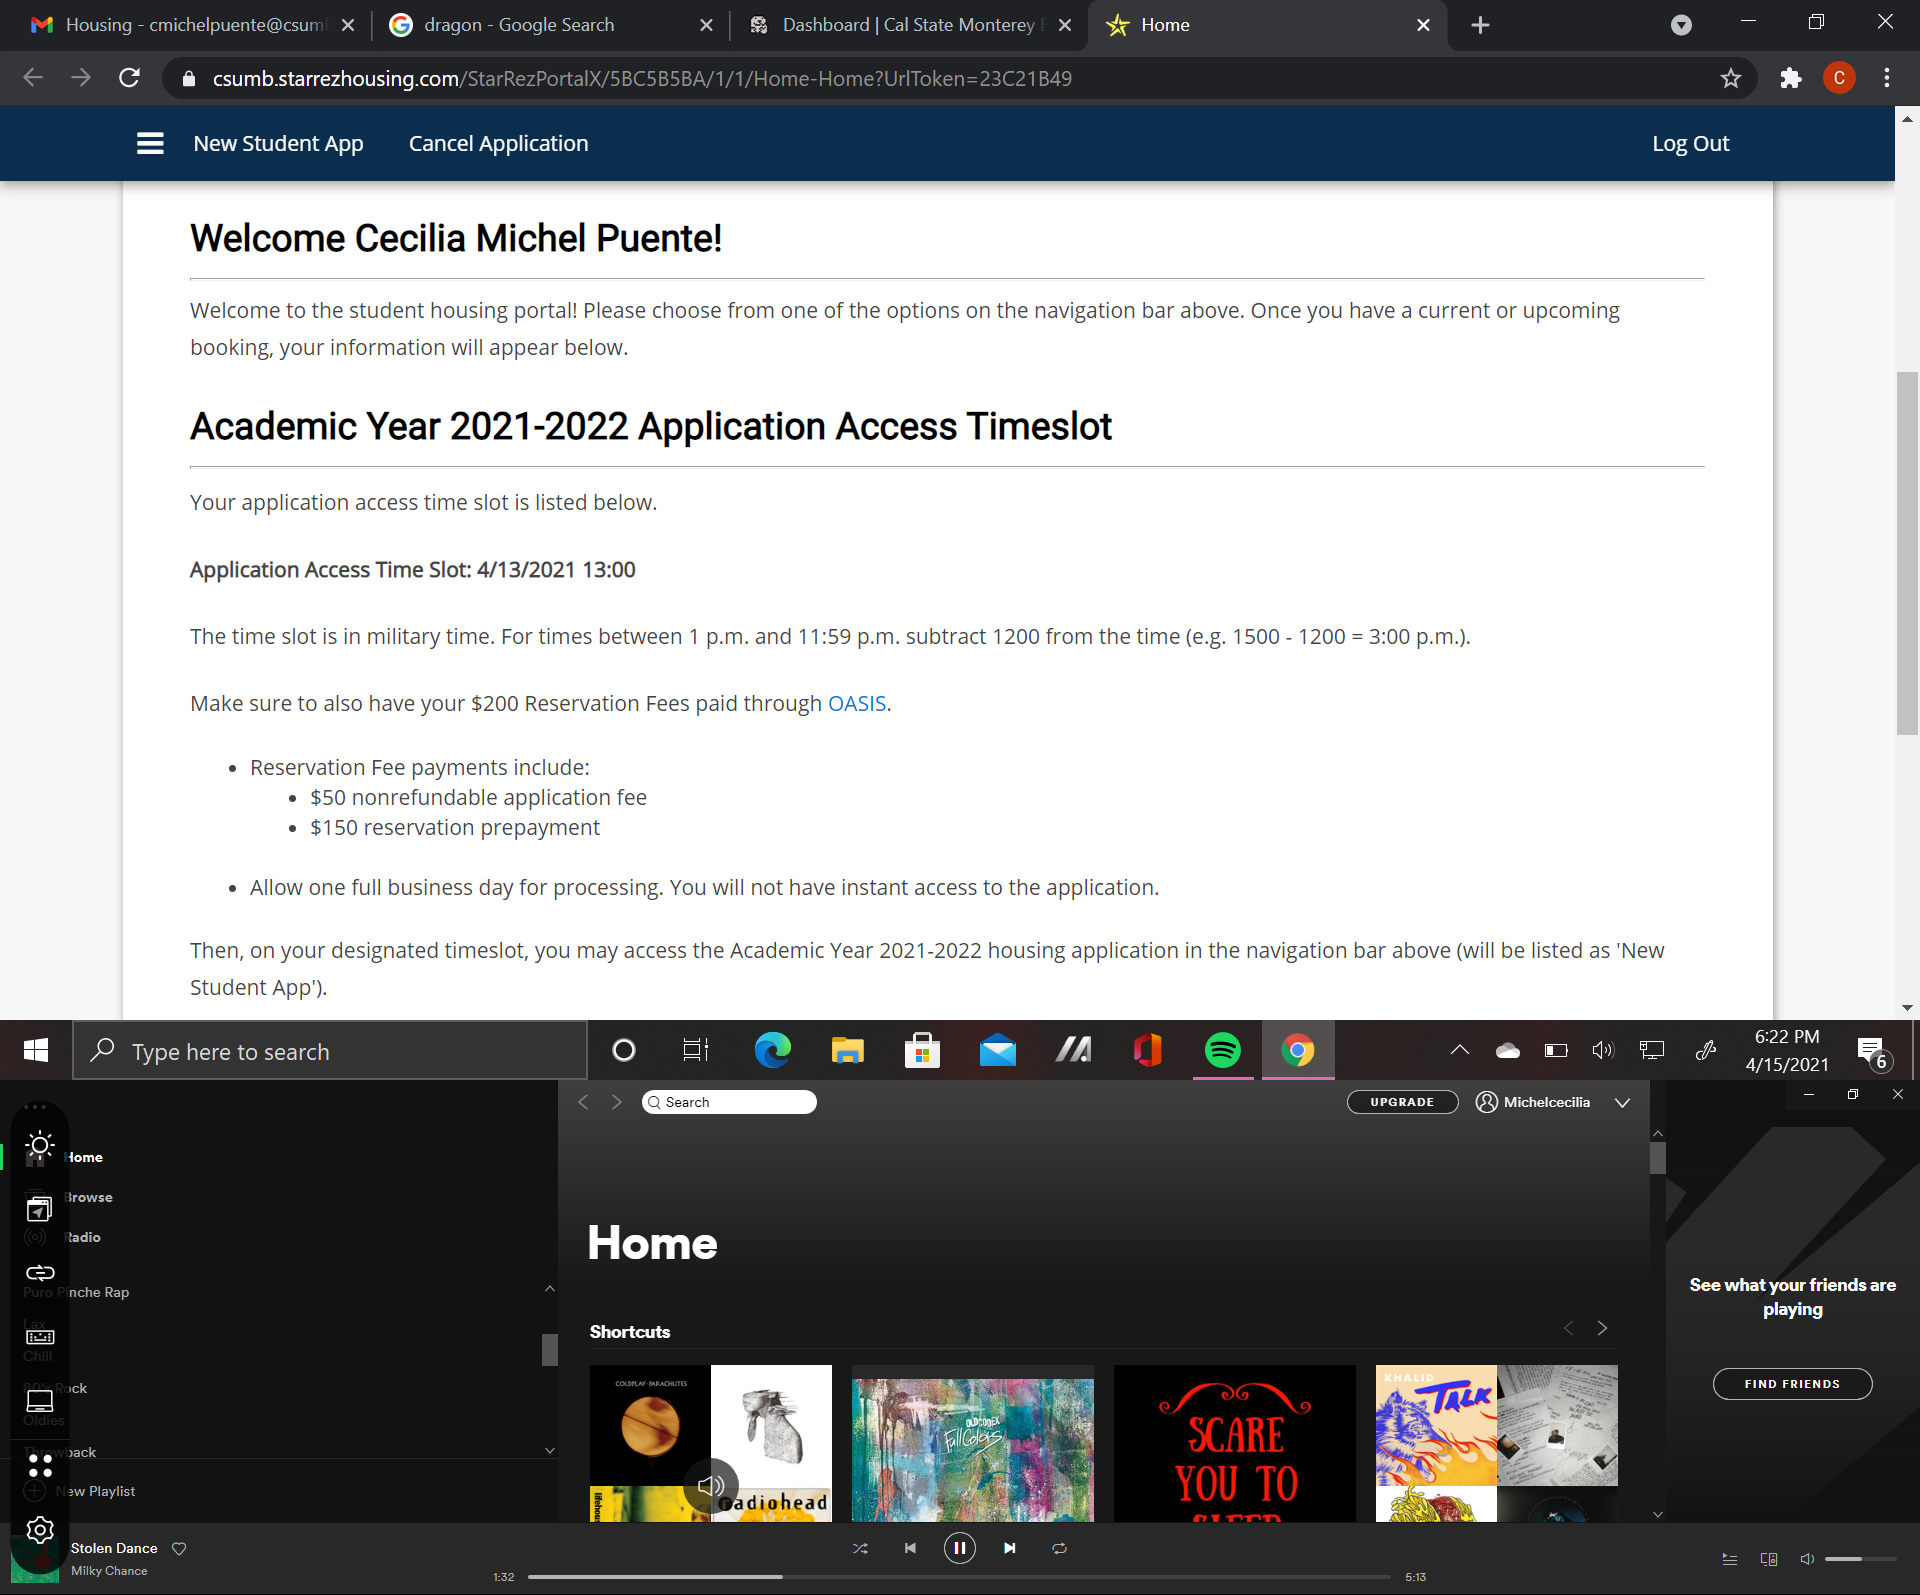 Housing - cmichelpuente@csuml
dragon - Google Search
Dashboard | Cal State Monterey
Home
csumb.starrezhousing.com/StarRezPortalX/5BC5B5BA/1/1/Home-Home?UrlToken=23C21B49
C
New Student App
Cancel Application
Log Out
Welcome Cecilia Michel Puente!
Welcome to the student housing portal! Please choose from one of the options on the navigation bar above. Once you have a current or upcoming
booking, your information will appear below.
Academic Year 2021-2022 Application Access Timeslot
Your application access time slot is listed below.
Application Access Time Slot: 4/13/2021 13:00
The time slot is in military time. For times between 1 p.m. and 11:59 p.m. subtract 1200 from the time (e.g. 1500 - 1200 = 3:00 p.m.).
Make sure to also have your $200 Reservation Fees paid through OASIS.
• Reservation Fee payments include:
• $50 nonrefundable application fee
• $150 reservation prepayment
• Allow one full business day for processing. You will not have instant access to the application.
Then, on your designated timeslot, you may access the Academic Year 2021-2022 housing application in the navigation bar above (will be listed as 'New
Student App').
Type here to search
6:22 PM
4/15/2021
6
Search
UPGRADE
Michelcecilia
Home
Browse
Radio
Puro Pinche Rap
Lax
Chill
80's Rock
Oldies
Throwback
New Playlist
Home
Shortcuts
COLDPLAY · PARACHUTES
lifehouse
radiohead
OLDCODEX
FullColors
SCARE
YOU TO
SLEEP
KHALID
TALK
See what your friends are
playing
FIND FRIENDS
Stolen Dance
Milky Chance
1:32
5:13